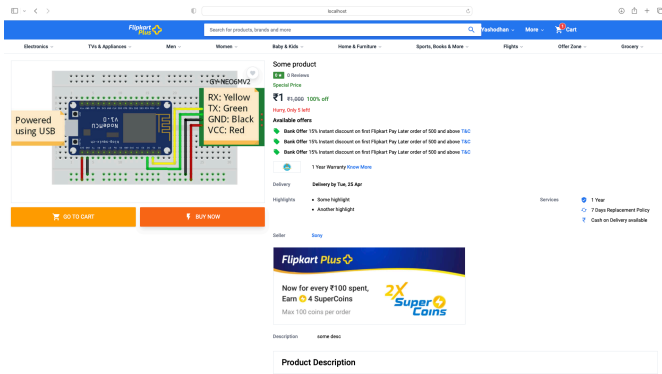 localhost
Flipkart
Plus
Search for products, brands and more
Yashodhan
More
1
Cart
Electronics
TVs & Appliances
Men
Women
Baby & Kids
Home & Furniture
Sports, Books & More
Flights
Offer Zone
Grocery
GY-NEO6MV2
RX: Yellow
TX: Green
GND: Black
VCC: Red
Powered
using USB
NodeMCU
V1.0
GO TO CART
BUY NOW
Some product
0 ★ 0 Reviews
Special Price
₹1 ₹1,000 100% off
Hurry, Only 5 left!
Available offers
Bank Offer 15% Instant discount on first Flipkart Pay Later order of 500 and above T&C
Bank Offer 15% Instant discount on first Flipkart Pay Later order of 500 and above T&C
Bank Offer 15% Instant discount on first Flipkart Pay Later order of 500 and above T&C
1 Year Warranty Know More
Delivery Delivery by Tue, 25 Apr
Highlights
Some highlight
Another highlight
Services
1 Year
7 Days Replacement Policy
Cash on Delivery available
Seller Sony
Flipkart Plus
Now for every ₹100 spent,
Earn 4 SuperCoins
Max 100 coins per order
2X
Super
Coins
Description some desc
Product Description